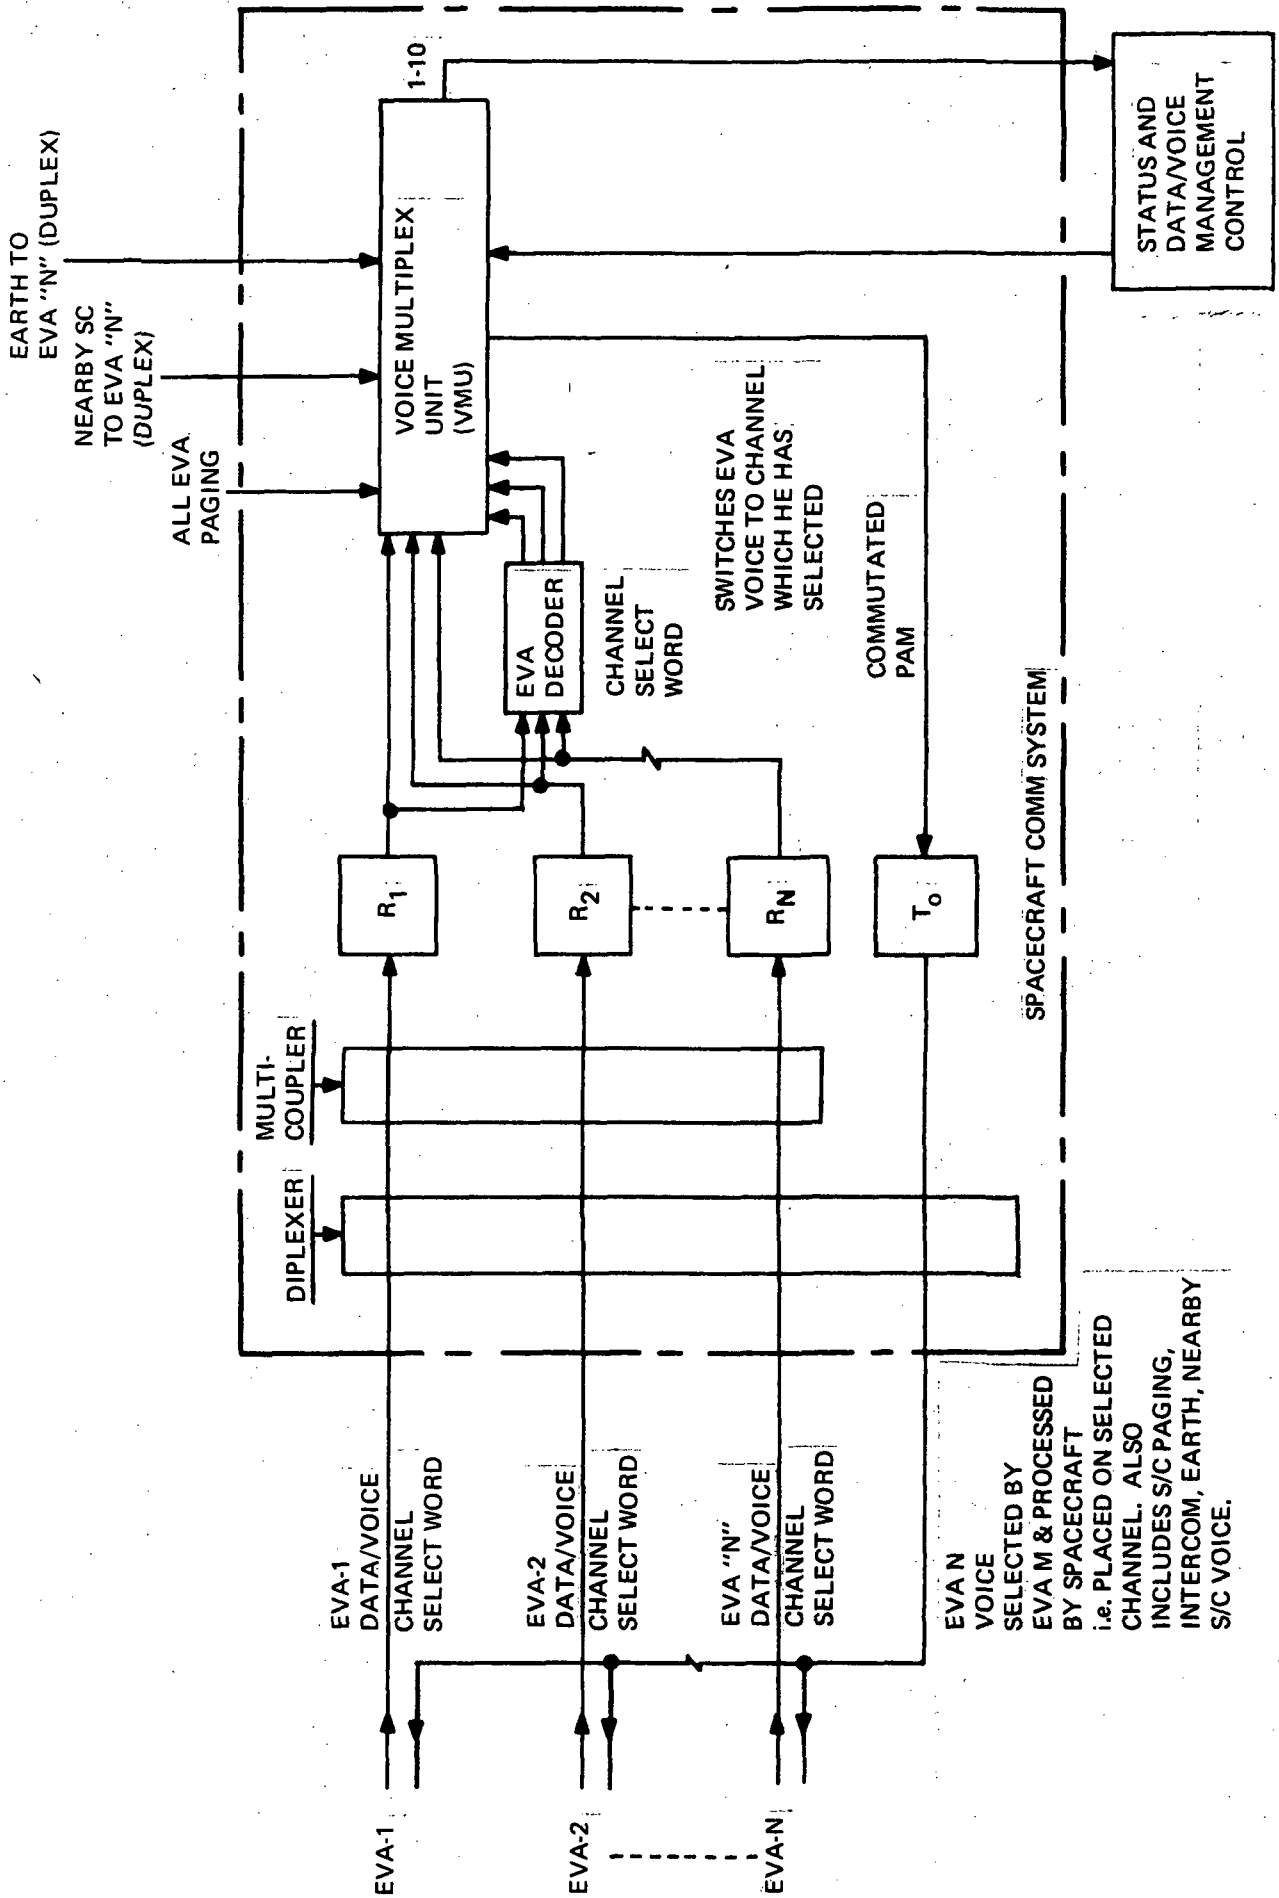 EARTH TO
EVA "N" (DUPLEX)
NEARBY SC
TO EVA "N"
(DUPLEX)
ALL EVA
PAGING
1-10
VOICE MULTIPLEX
UNIT
(VMU)
STATUS AND
DATA/VOICE
MANAGEMENT
CONTROL
EVA
DECODER
CHANNEL
SELECT
WORD
SWITCHES EVA
VOICE TO CHANNEL
WHICH HE HAS
SELECTED
COMMUTATED
PAM
R1
R2
RN
To
SPACECRAFT COMM SYSTEM
MULTI-
COUPLER
DIPLEXER
EVA-1
DATA/VOICE
CHANNEL
SELECT WORD
EVA-2
DATA/VOICE
CHANNEL
SELECT WORD
EVA "N"
DATA/VOICE
CHANNEL
SELECT WORD
EVA N
VOICE
SELECTED BY
EVA M & PROCESSED
BY SPACECRAFT
i.e. PLACED ON SELECTED
CHANNEL. ALSO
INCLUDES S/C PAGING,
INTERCOM, EARTH, NEARBY
S/C VOICE.
EVA-1
EVA-2
EVA-N